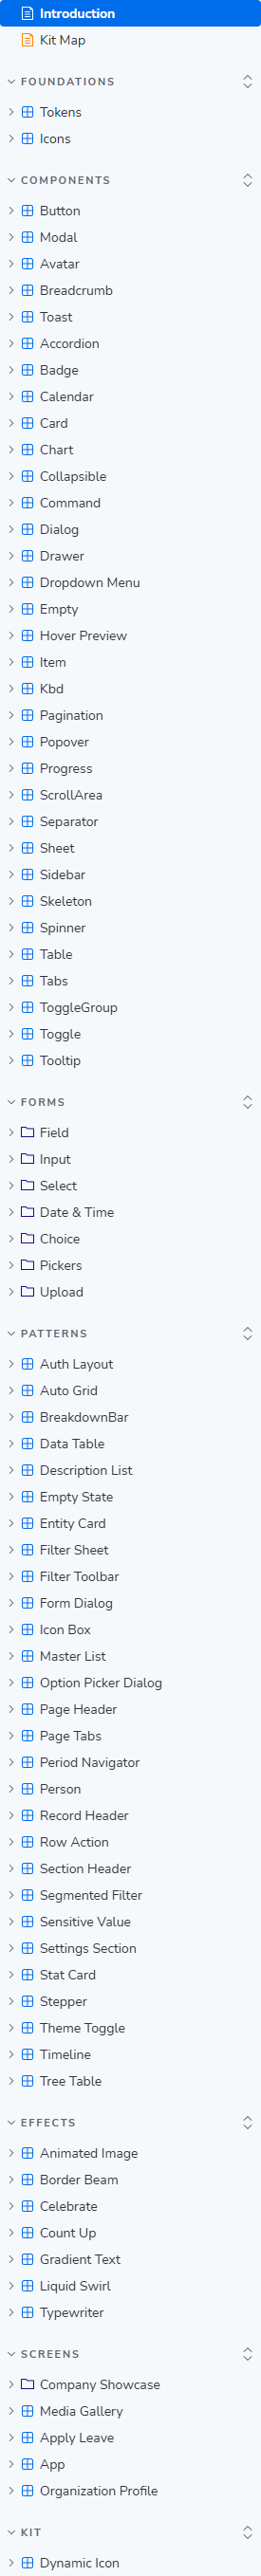 Introduction
Kit Map
FOUNDATIONS
Tokens
Icons
COMPONENTS
Button
Modal
Avatar
Breadcrumb
Toast
Accordion
Badge
Calendar
Card
Chart
Collapsible
Command
Dialog
Drawer
Dropdown Menu
Empty
Hover Preview
Item
Kbd
Pagination
Popover
Progress
ScrollArea
Separator
Sheet
Sidebar
Skeleton
Spinner
Table
Tabs
ToggleGroup
Toggle
Tooltip
FORMS
Field
Input
Select
Date & Time
Choice
Pickers
Upload
PATTERNS
Auth Layout
Auto Grid
BreakdownBar
Data Table
Description List
Empty State
Entity Card
Filter Sheet
Filter Toolbar
Form Dialog
Icon Box
Master List
Option Picker Dialog
Page Header
Page Tabs
Period Navigator
Person
Record Header
Row Action
Section Header
Segmented Filter
Sensitive Value
Settings Section
Stat Card
Stepper
Theme Toggle
Timeline
Tree Table
EFFECTS
Animated Image
Border Beam
Celebrate
Count Up
Gradient Text
Liquid Swirl
Typewriter
SCREENS
Company Showcase
Media Gallery
Apply Leave
App
Organization Profile
KIT
Dynamic Icon